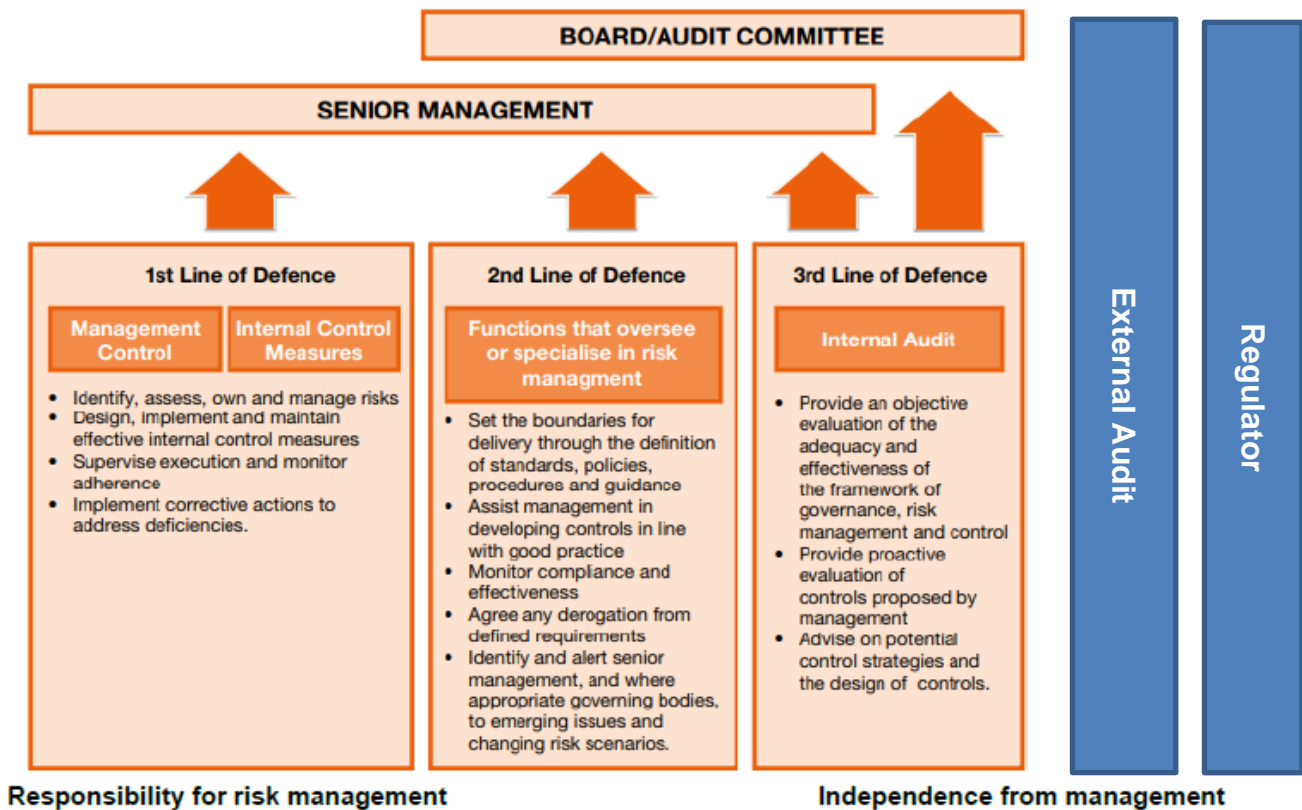 BOARD/AUDIT COMMITTEE
SENIOR MANAGEMENT
1st Line of Defence
Management
Control
Internal Control
Measures
• Identify, assess, own and manage risks
• Design, implement and maintain
effective internal control measures
• Supervise execution and monitor
adherence
• Implement corrective actions to
address deficiencies.
2nd Line of Defence
Functions that oversee
or specialise in risk
managment
• Set the boundaries for
delivery through the definition
of standards, policies,
procedures and guidance
• Assist management in
developing controls in line
with good practice
• Monitor compliance and
effectiveness
• Agree any derogation from
defined requirements
• Identify and alert senior
management, and where
appropriate governing bodies,
to emerging issues and
changing risk scenarios.
3rd Line of Defence
Internal Audit
• Provide an objective
evaluation of the
adequacy and
effectiveness of
the framework of
governance, risk
management and control
• Provide proactive
evaluation of
controls proposed by
management
• Advise on potential
control strategies and
the design of controls.
External Audit
Regulator
Responsibility for risk management
Independence from management